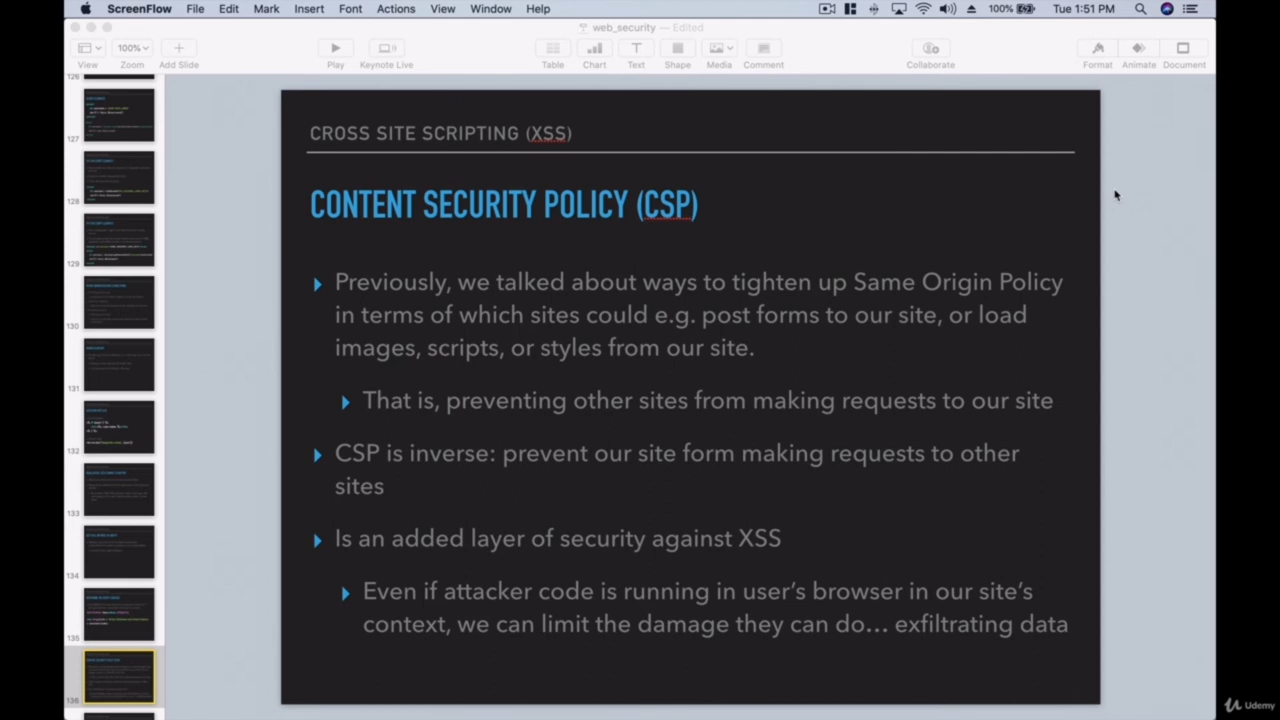 ScreenFlow File Edit Mark Insert Font Actions View Window Help 100% Tue 1:51 PM
web_security — Edited
100%
View Zoom Add Slide Play Keynote Live Table Chart Text Shape Media Comment Collaborate Format Animate Document
126
127
128
129
130
131
132
133
134
135
136
CROSS SITE SCRIPTING (XSS)
CONTENT SECURITY POLICY (CSP)
Previously, we talked about ways to tighten up Same Origin Policy
in terms of which sites could e.g. post forms to our site, or load
images, scripts, or styles from our site.
That is, preventing other sites from making requests to our site
CSP is inverse: prevent our site form making requests to other
sites
Is an added layer of security against XSS
Even if attacker code is running in user's browser in our site's
context, we can limit the damage they can do... exfiltrating data
Udemy